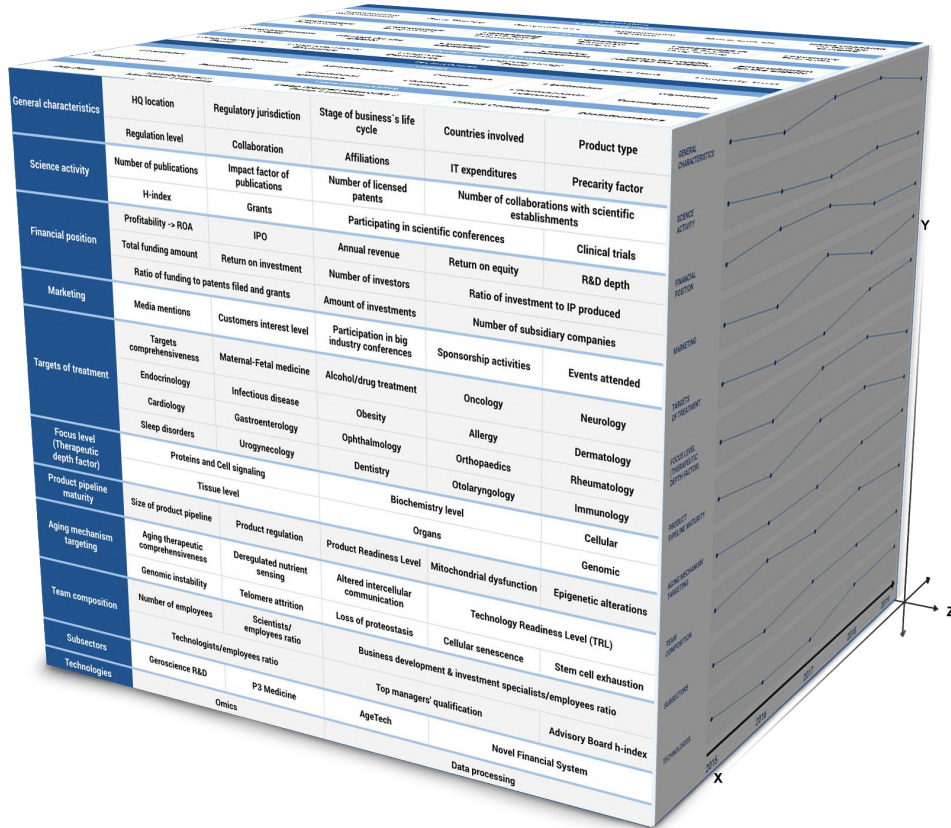 General characteristics
HQ location
Regulatory jurisdiction
Stage of business`s life
cycle
Countries involved
Product type
Regulation level
Collaboration
Affiliations
IT expenditures
Precarity factor
Science activity
Number of publications
Impact factor of
publications
Number of licensed
patents
Number of collaborations with scientific
establishments
H-index
Grants
Participating in scientific conferences
Clinical trials
Financial position
Profitability -> ROA
IPO
Annual revenue
Return on equity
R&D depth
Total funding amount
Return on investment
Number of investors
Ratio of investment to IP produced
Ratio of funding to patents filed and grants
Amount of investments
Number of subsidiary companies
Marketing
Media mentions
Customers interest level
Participation in big
industry conferences
Sponsorship activities
Events attended
Targets of treatment
Targets
comprehensiveness
Maternal-Fetal medicine
Alcohol/drug treatment
Oncology
Neurology
Endocrinology
Infectious disease
Obesity
Allergy
Dermatology
Cardiology
Gastroenterology
Ophthalmology
Orthopaedics
Rheumatology
Sleep disorders
Urogynecology
Dentistry
Otolaryngology
Immunology
Focus level
(Therapeutic
depth factor)
Proteins and Cell signaling
Biochemistry level
Cellular
Tissue level
Organs
Genomic
Product pipeline
maturity
Size of product pipeline
Product regulation
Product Readiness Level
Mitochondrial dysfunction
Epigenetic alterations
Aging mechanism
targeting
Aging therapeutic
comprehensiveness
Deregulated nutrient
sensing
Altered intercellular
communication
Technology Readiness Level (TRL)
Genomic instability
Telomere attrition
Loss of proteostasis
Cellular senescence
Stem cell exhaustion
Team composition
Number of employees
Scientists/
employees ratio
Business development & investment specialists/employees ratio
Technologists/employees ratio
Top managers' qualification
Advisory Board h-index
Subsectors
Geroscience R&D
P3 Medicine
AgeTech
Novel Financial System
Technologies
Omics
Data processing
GENERAL
CHARACTERISTICS
SCIENCE
ACTIVITY
FINANCIAL
POSITION
MARKETING
TARGETS
OF TREATMENT
FOCUS LEVEL
(THERAPEUTIC
DEPTH FACTOR)
PRODUCT
PIPOLINE MATURITY
AGING MECHANISM
TARGETING
TEAM
COMPOSITION
SUBSECTORS
TECHNOLOGIES
2015
2016
2017
2018
2019
X
Y
Z